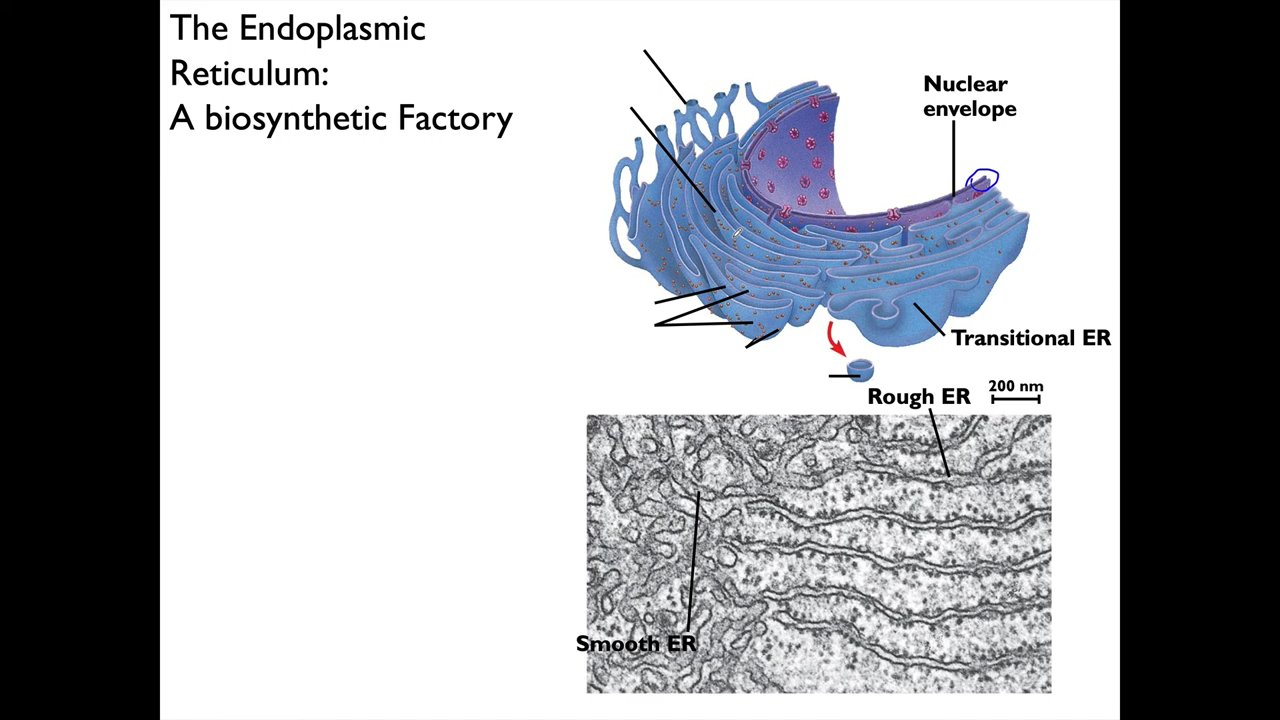 The Endoplasmic
Reticulum:
A biosynthetic Factory
Nuclear
envelope
Transitional ER
Rough ER
200 nm
Smooth ER